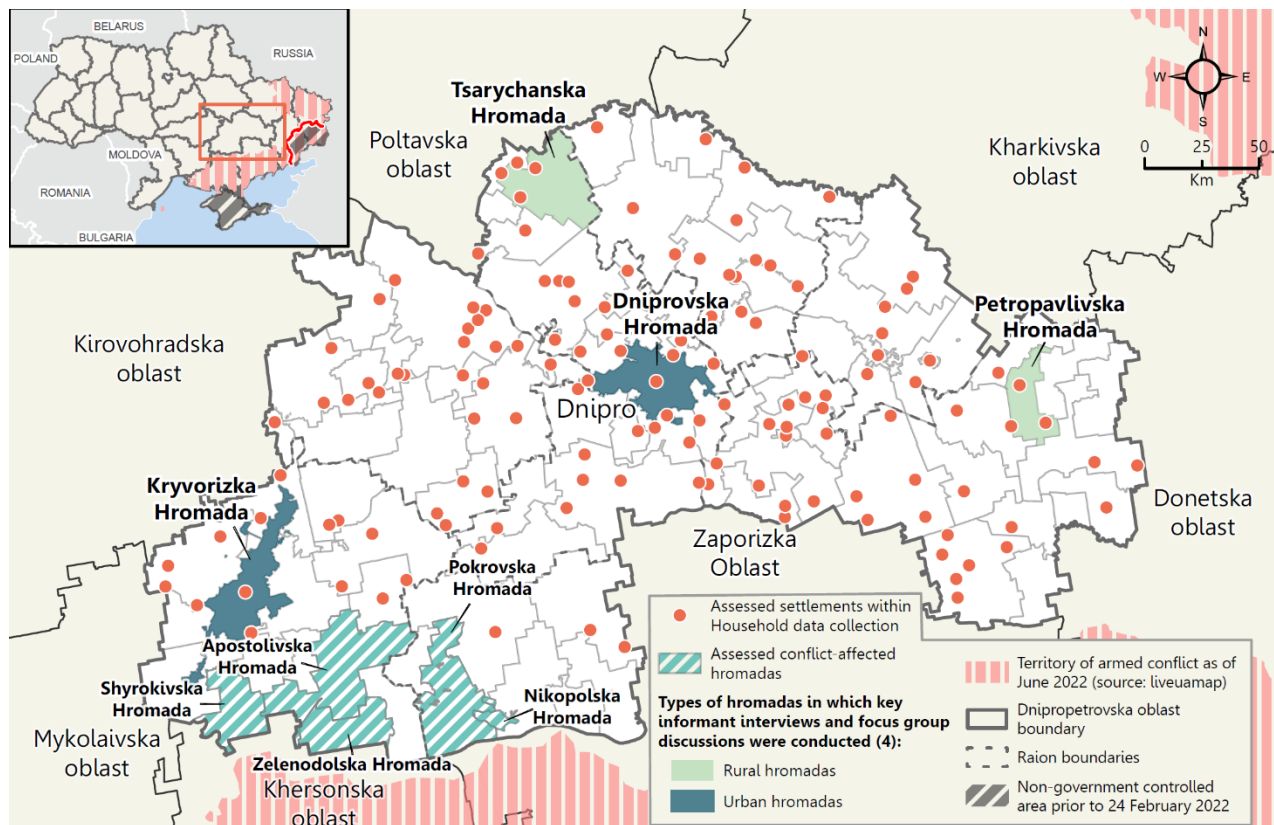 BELARUS
POLAND
RUSSIA
MOLDOVA
ROMANIA
BULGARIA
N
W
E
S
0
25
50
Km
Tsarychanska
Hromada
Poltavska
oblast
Kharkivska
oblast
Dniprovska
Hromada
Petropavlivska
Hromada
Kirovohradska
oblast
Dnipro
Kryvorizka
Hromada
Donetska
oblast
Zaporizka
Oblast
Pokrovska
Hromada
Apostolivska
Hromada
Shyrokivska
Hromada
Nikopolska
Hromada
Mykolaivska
oblast
Zelenodolska Hromada
Khersonska
oblast
Assessed settlements within
Household data collection
Assessed conflict-affected
hromadas
Types of hromadas in which key
informant interviews and focus group
discussions were conducted (4):
Rural hromadas
Urban hromadas
Territory of armed conflict as of
June 2022 (source: liveuamap)
Dnipropetrovska oblast
boundary
Raion boundaries
Non-government controlled
area prior to 24 February 2022